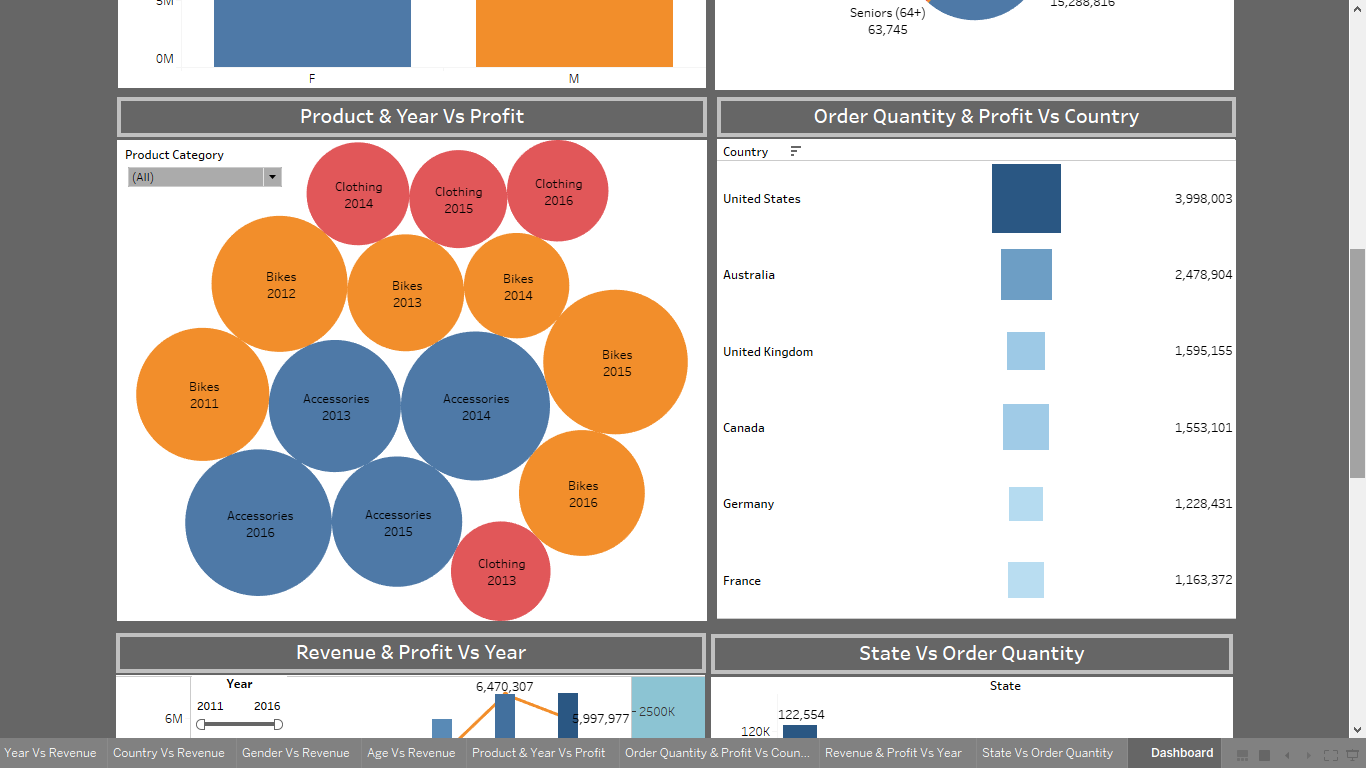 5M
0M
F
M
Seniors (64+)
63,745
15,288,816
Product & Year Vs Profit
Product Category
(All)
Clothing
2014
Clothing
2015
Clothing
2016
Bikes
2012
Bikes
2013
Bikes
2014
Bikes
2015
Bikes
2011
Accessories
2013
Accessories
2014
Bikes
2016
Accessories
2016
Accessories
2015
Clothing
2013
Order Quantity & Profit Vs Country
Country
United States 3,998,003
Australia 2,478,904
United Kingdom 1,595,155
Canada 1,553,101
Germany 1,228,431
France 1,163,372
Revenue & Profit Vs Year
Year
2011 2016
6M
6,470,307
5,997,977
2500K
State Vs Order Quantity
State
122,554
120K
Year Vs Revenue
Country Vs Revenue
Gender Vs Revenue
Age Vs Revenue
Product & Year Vs Profit
Order Quantity & Profit Vs Coun...
Revenue & Profit Vs Year
State Vs Order Quantity
Dashboard